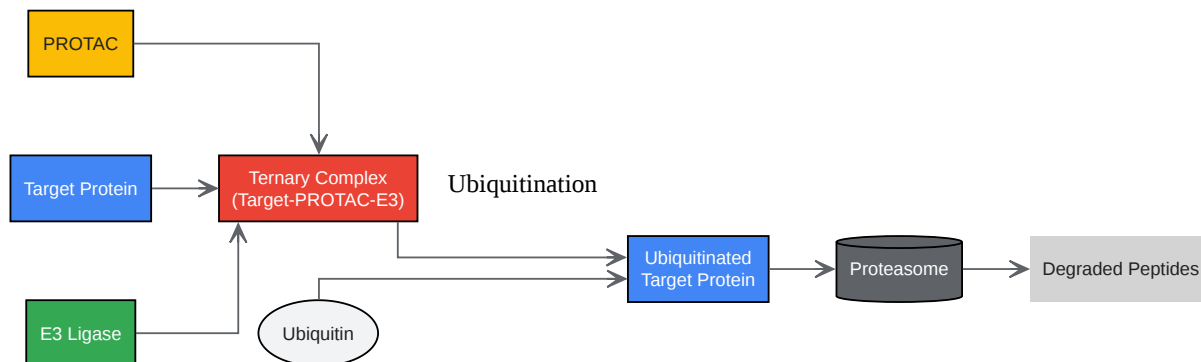 PROTAC
Target Protein
Ternary Complex
(Target-PROTAC-E3)
Ubiquitination
Ubiquitinated
Target Protein
Proteasome
Degraded Peptides
E3 Ligase
Ubiquitin